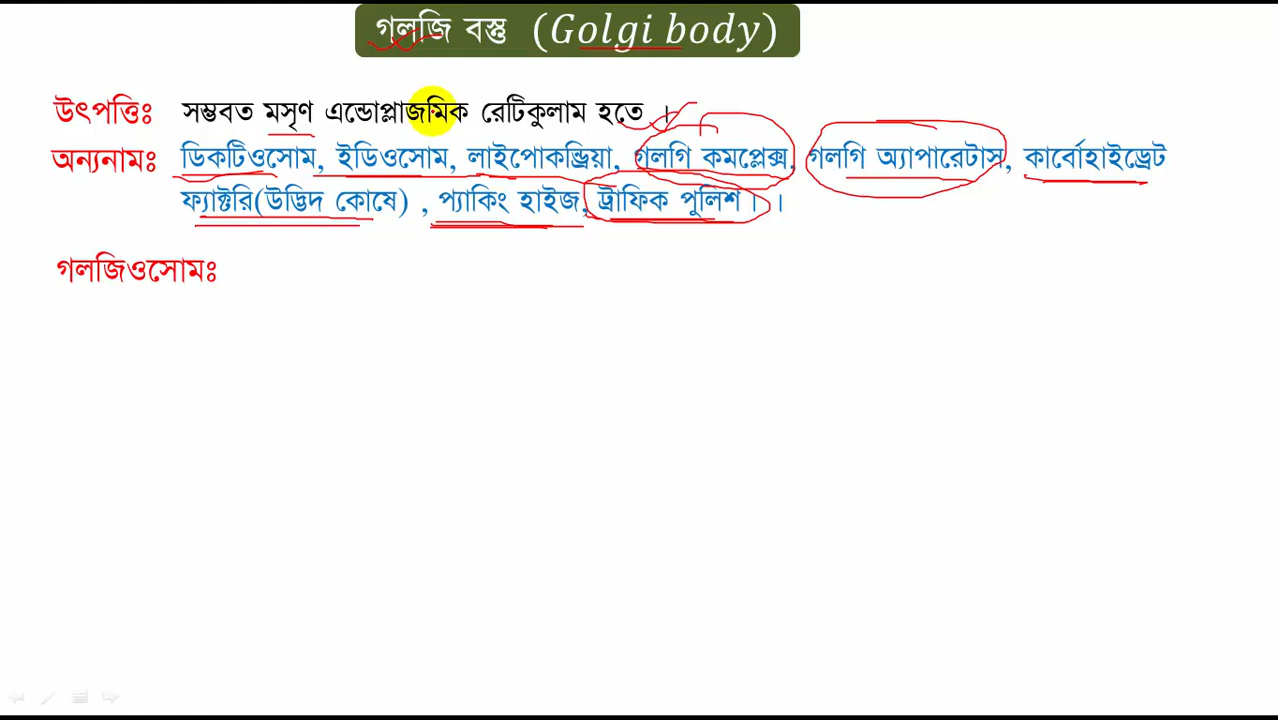 গলজি বস্তু (Golgi body)
উৎপত্তিঃ সম্ভবত মসৃণ এন্ডোপ্লাজমিক রেটিকুলাম হতে ।
অন্যনামঃ ডিকটিওসোম, ইডিওসোম, লাইপোকন্ড্রিয়া, গলগি কমপ্লেক্স, গলগি অ্যাপারেটাস, কার্বোহাইড্রেট
ফ্যাক্টরি(উদ্ভিদ কোষে) , প্যাকিং হাইজ, ট্রাফিক পুলিশ। ।
গলজিওসোমঃ